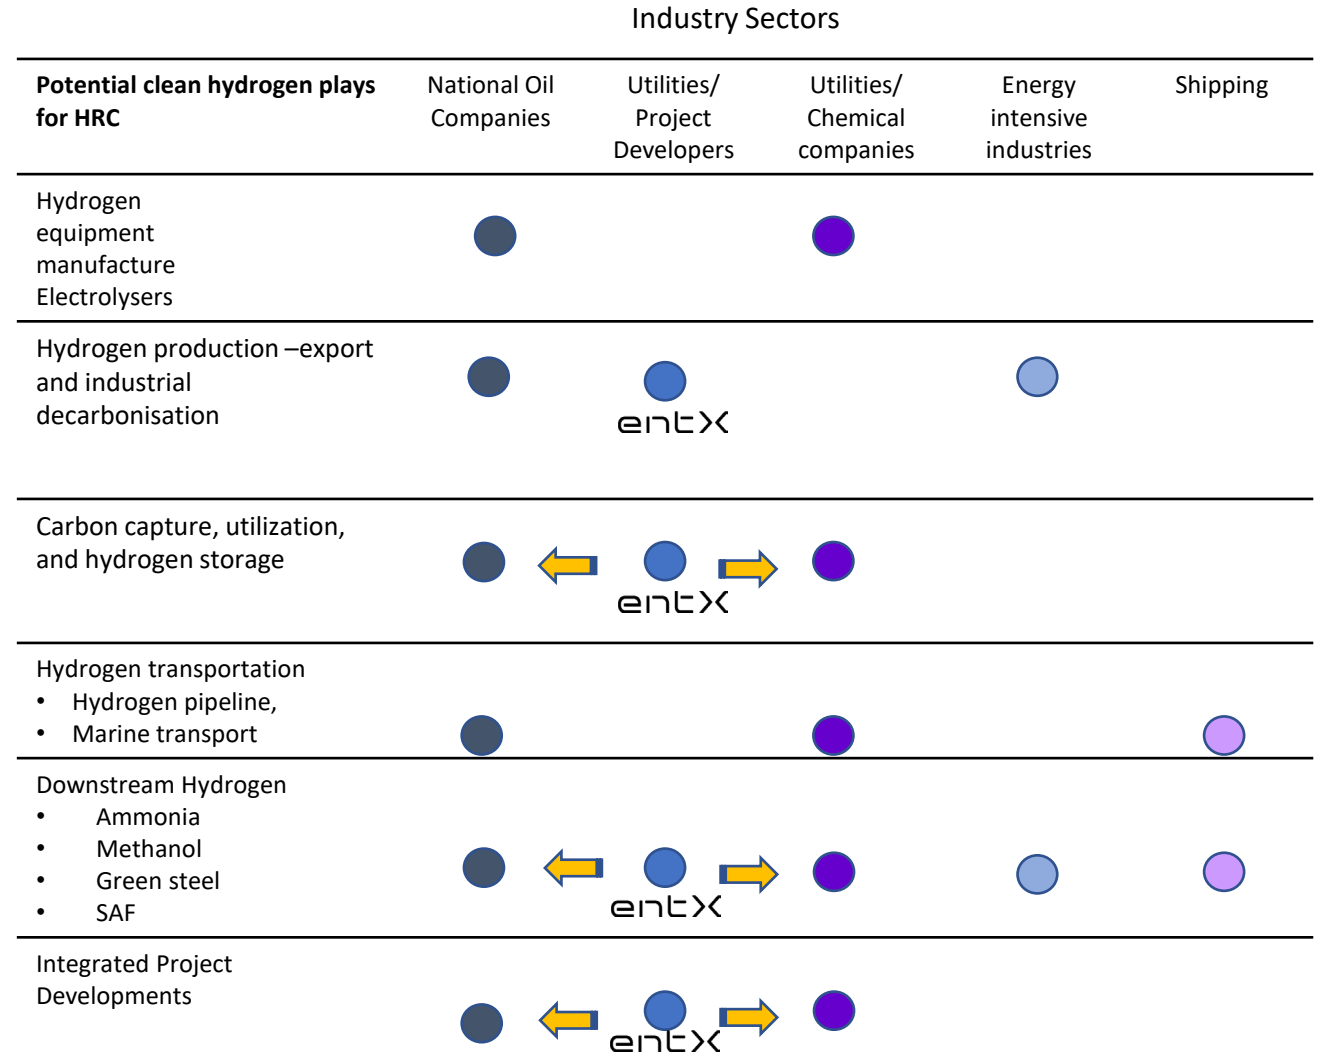 Industry Sectors
Potential clean hydrogen plays
for HRC
National Oil
Companies
Utilities/
Project
Developers
Utilities/
Chemical
companies
Energy
intensive
industries
Shipping
Hydrogen
equipment
manufacture
Electrolysers
Hydrogen production –export
and industrial
decarbonisation
entX
Carbon capture, utilization,
and hydrogen storage
entX
Hydrogen transportation
• Hydrogen pipeline,
• Marine transport
Downstream Hydrogen
• Ammonia
• Methanol
• Green steel
• SAF
entX
Integrated Project
Developments
entX